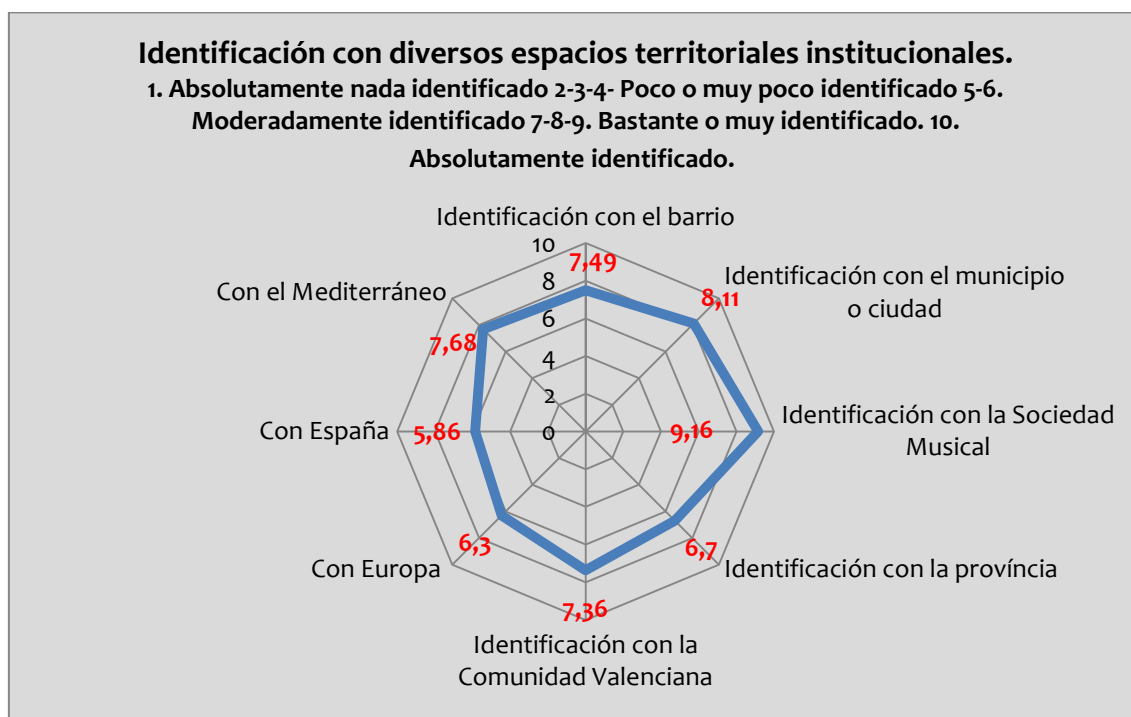 Identificación con diversos espacios territoriales institucionales.
1. Absolutamente nada identificado 2-3-4- Poco o muy poco identificado 5-6.
Moderadamente identificado 7-8-9. Bastante o muy identificado. 10.
Absolutamente identificado.
Identificación con el barrio
10
7,49
Identificación con el municipio
o ciudad
8,11
Con el Mediterráneo
8
7,68
6
4
2
0
Con España
5,86
9,16
Identificación con la Sociedad
Musical
Con Europa
6,3
6,7
Identificación con la província
7,36
Identificación con la
Comunidad Valenciana